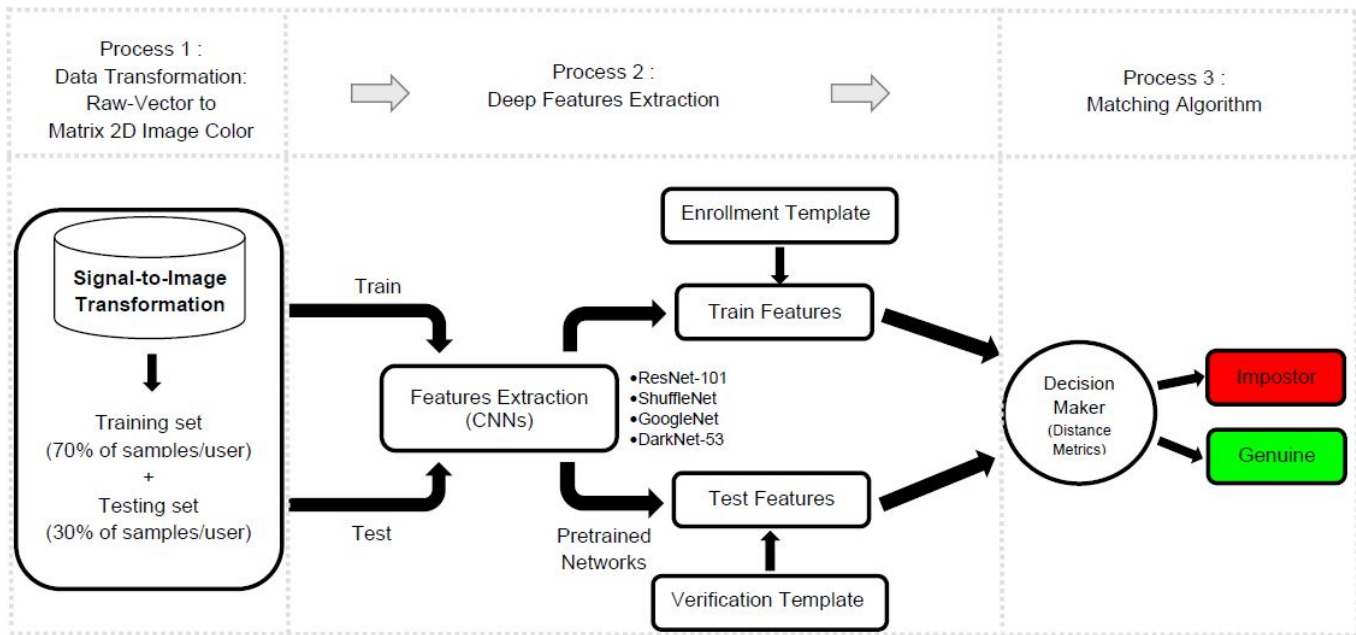 Process 1 :
Data Transformation:
Raw-Vector to
Matrix 2D Image Color
Process 2 :
Deep Features Extraction
Process 3 :
Matching Algorithm
Signal-to-Image
Transformation
Training set
(70% of samples/user)
+
Testing set
(30% of samples/user)
Train
Test
Features Extraction
(CNNs)
•ResNet-101
•ShuffleNet
•GoogleNet
•DarkNet-53
Pretrained
Networks
Enrollment Template
Train Features
Test Features
Verification Template
Decision
Maker
(Distance
Metrics)
Impostor
Genuine